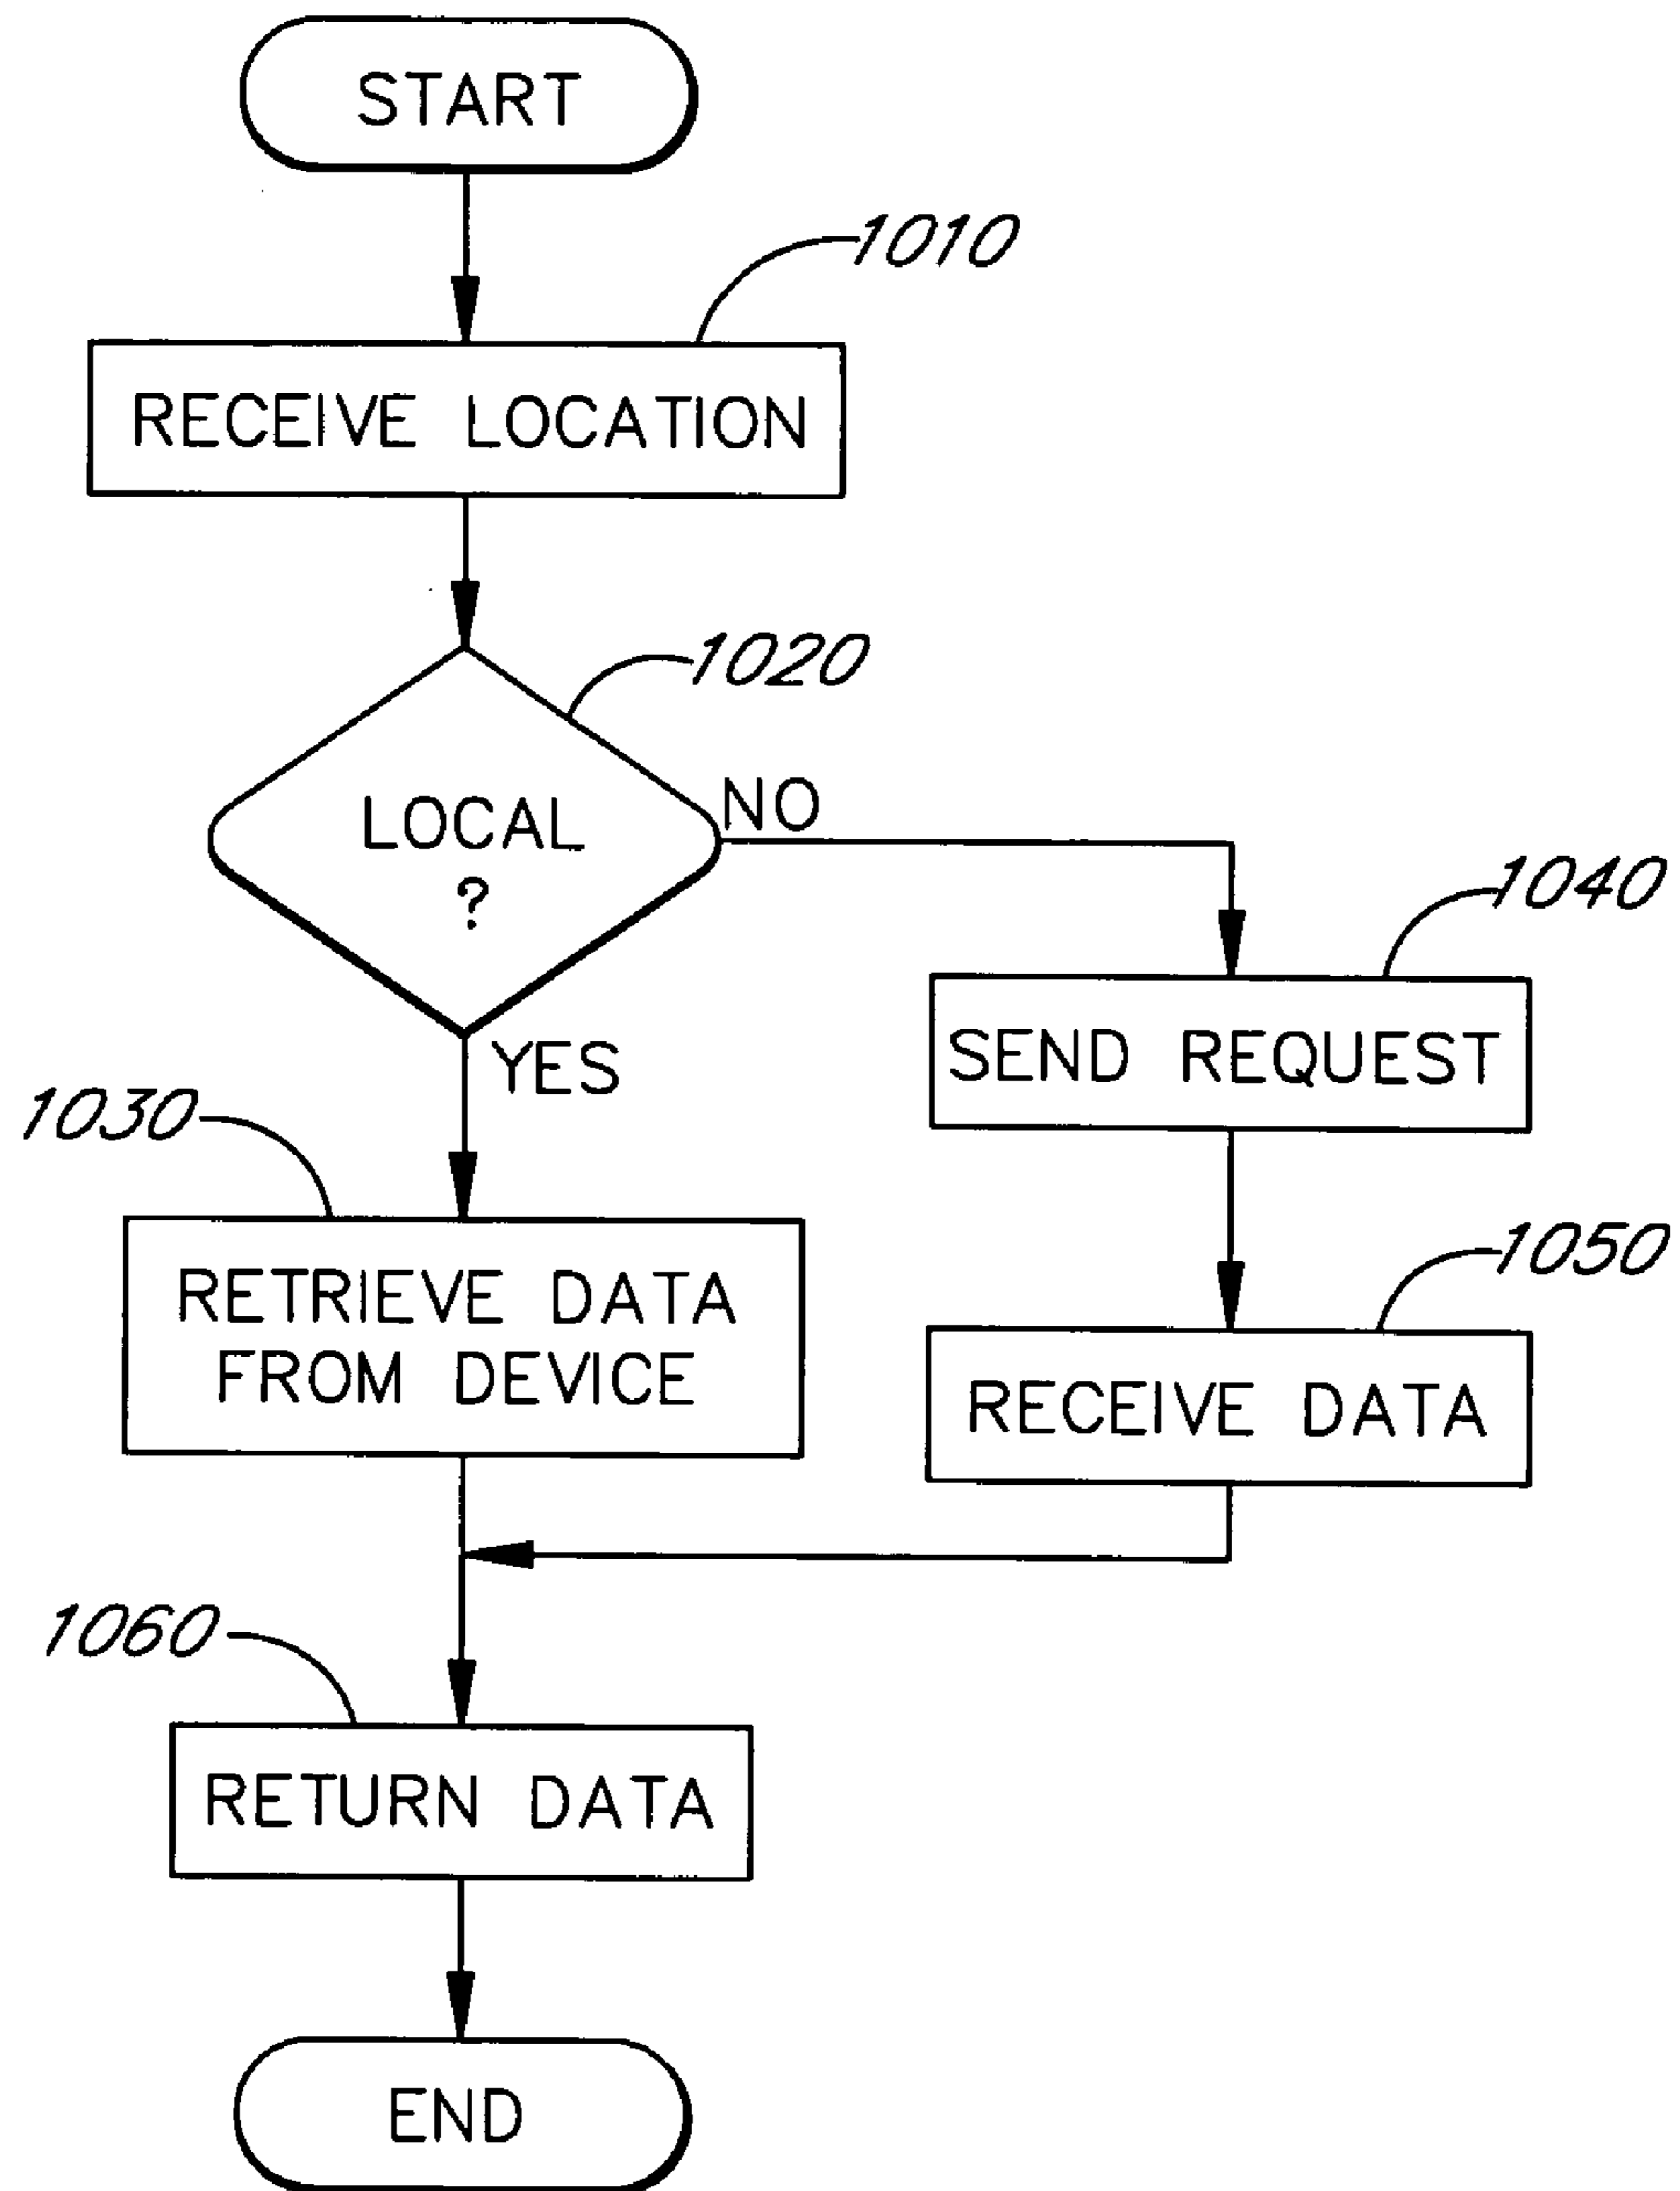 START
1010
RECEIVE LOCATION
1020
LOCAL
?
NO
YES
1040
SEND REQUEST
1030
RETRIEVE DATA
FROM DEVICE
1050
RECEIVE DATA
1060
RETURN DATA
END